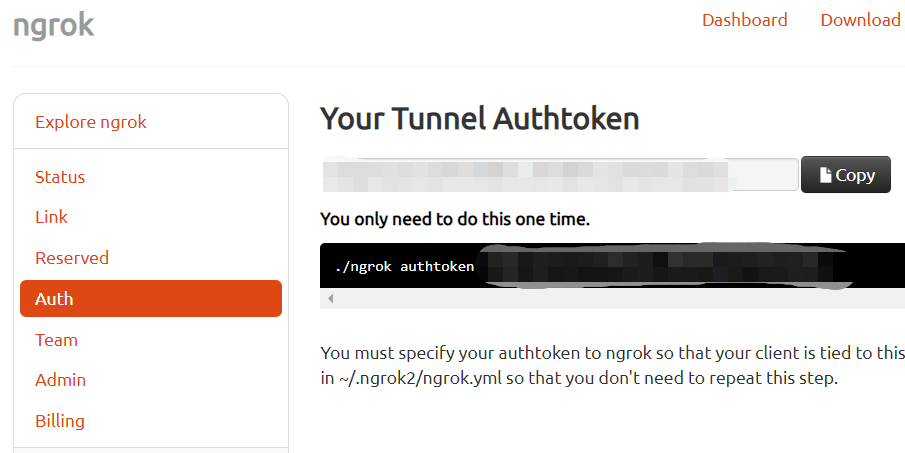 ngrok
Dashboard Download
Explore ngrok
Status
Link
Reserved
Auth
Team
Admin
Billing
Your Tunnel Authtoken
Copy
You only need to do this one time.
./ngrok authtoken
You must specify your authtoken to ngrok so that your client is tied to this
in ~/.ngrok2/ngrok.yml so that you don't need to repeat this step.